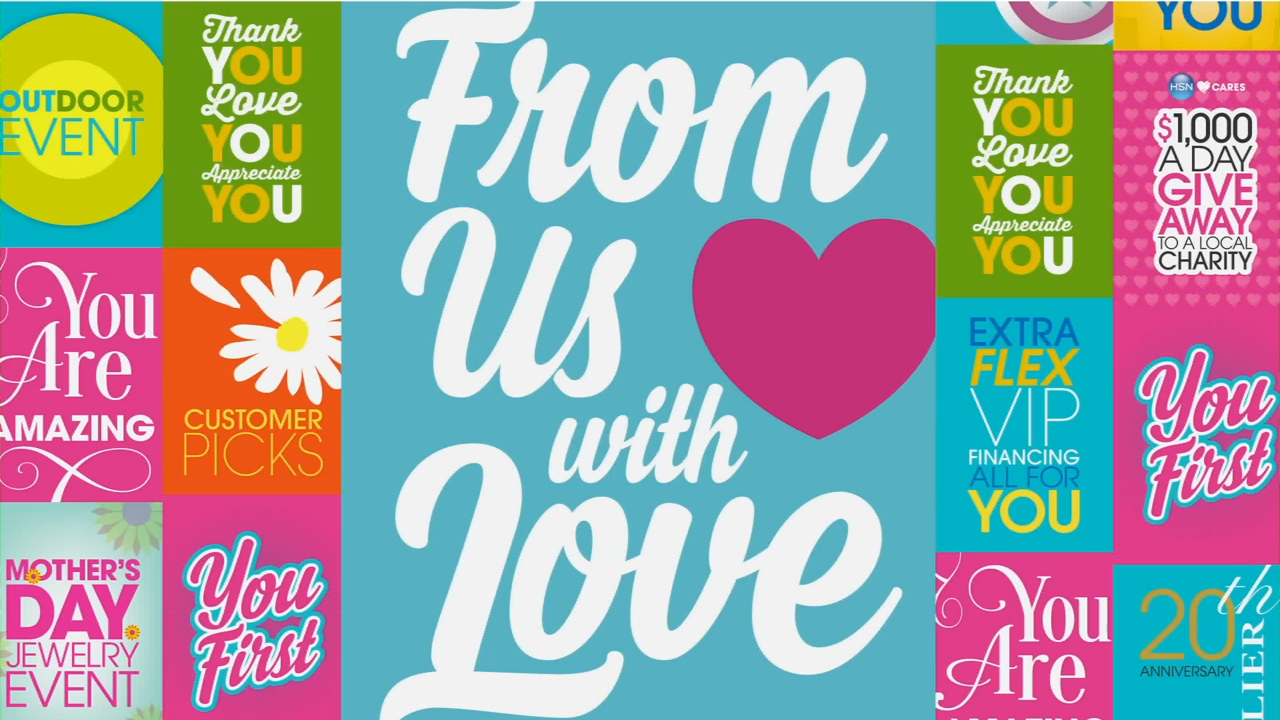 OUTDOOR
EVENT
You
Are
AMAZING
MOTHER'S
DAY
JEWELRY
EVENT
Thank
YOU
Love
YOU
Appreciate
YOU
CUSTOMER
PICKS
You
First
From
Us
with
Love
Thank
YOU
Love
YOU
Appreciate
YOU
EXTRA
FLEX
VIP
FINANCING
ALL FOR
YOU
You
Are
YOU
HSN CARES
$1,000
A DAY
GIVE
AWAY
TO A LOCAL
CHARITY
You
First
20th
ANNIVERSARY
LIER